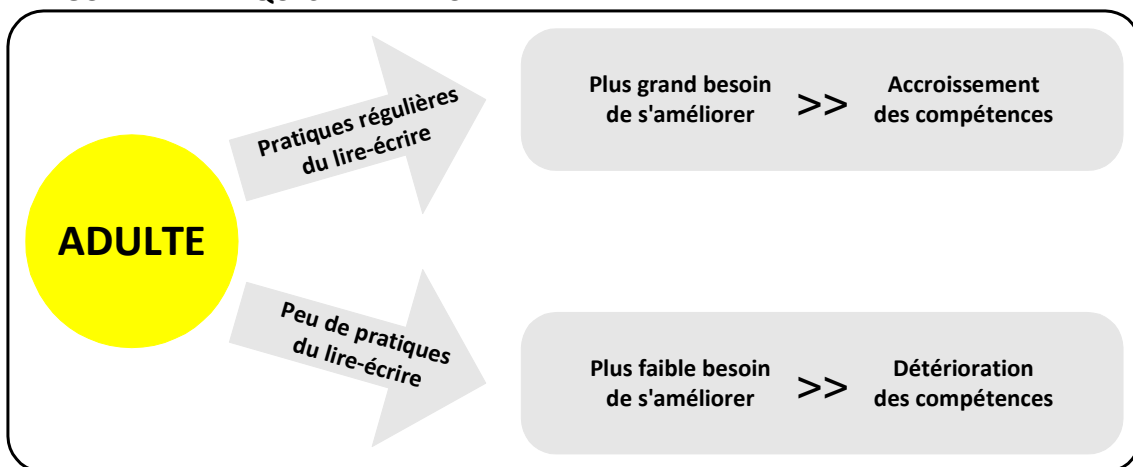 Pratiques régulières
du lire-écrire
Plus grand besoin
de s'améliorer
>>
Accroissement
des compétences
ADULTE
Peu de pratiques
du lire-écrire
Plus faible besoin
de s'améliorer
>>
Détérioration
des compétences